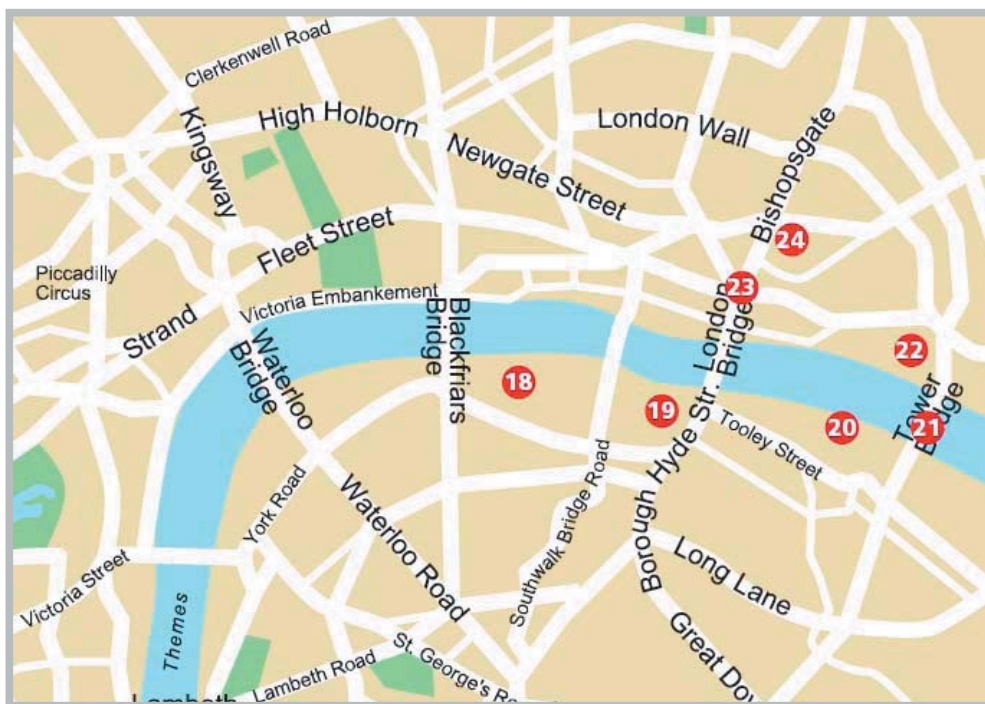 Clerkenwell Road
Kingsway
High Holborn
London Wall
Newgate Street
Bishopsgate
24
Fleet Street
Piccadilly
Circus
Victoria Embankement
23
Strand
Waterloo
Bridge
Blackfriars
Bridge
London
Bridge
22
18
19
20
21
Tower
Borough Hyde Str.
Tooley Street
York Road
Waterloo Road
Southwalk Bridge Road
Long Lane
Victoria Street
Themes
Lambeth Road
St. George's
Great
Lambeth